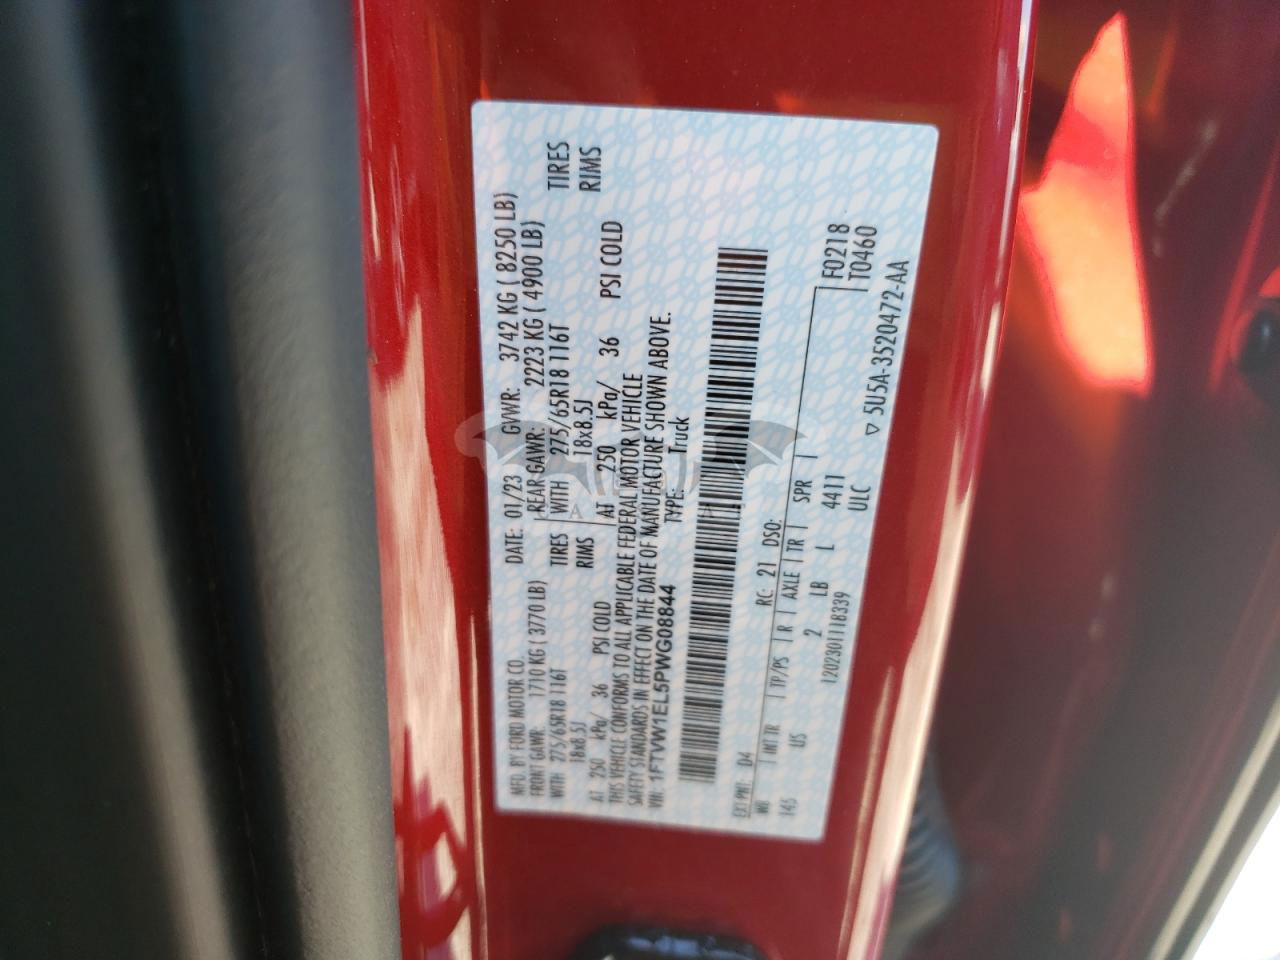 MFD. BY FORD MOTOR CO. DATE: 01/23 GVWR: 3742 KG ( 8250 LB)
FRONT GAWR: 1710 KG ( 3770 LB) REAR GAWR: 2223 KG ( 4900 LB)
WITH 275/65R18 116T TIRES WITH 275/65R18 116T TIRES
18x8.5J RIMS 18x8.5J RIMS
AT 250 kPa/ 36 PSI COLD AT 250 kPa/ 36 PSI COLD
THIS VEHICLE CONFORMS TO ALL APPLICABLE FEDERAL MOTOR VEHICLE
SAFETY STANDARDS IN EFFECT ON THE DATE OF MANUFACTURE SHOWN ABOVE.
VIN: 1FTVW1EL5PWG08844 TYPE: Truck
EXT PNT: D4 RC: 21 DSO:
WB INT TR TP/PS R AXLE TR SPR F0218
145 US 2 LB L 4411 T0460
12023011118339 ULC
▽ 5U5A-3520472-AA